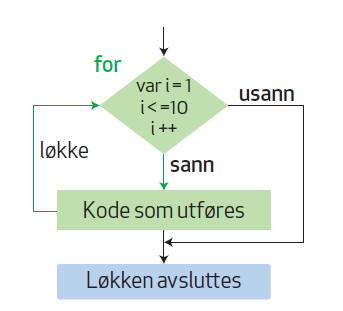 for
var i = 1
i < =10
i ++
usann
løkke
sann
Kode som utføres
Løkken avsluttes